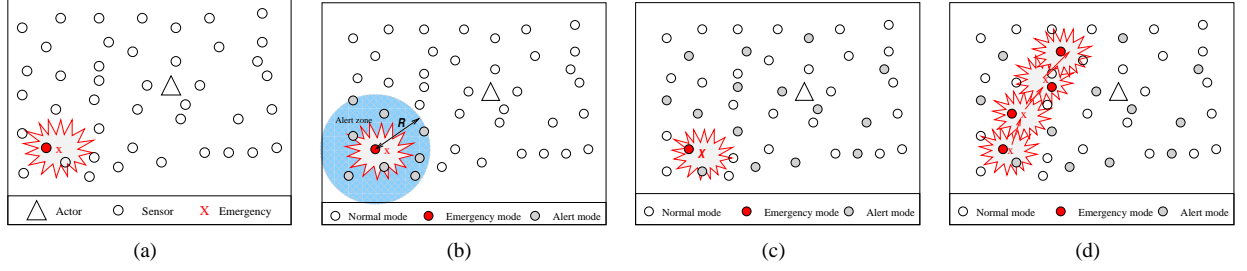 x
Actor Sensor X Emergency
(a)
Alert zone R
x
Normal mode Emergency mode Alert mode
(b)
X
Normal mode Emergency mode Alert mode
(c)
x
x
x
Normal mode Emergency mode Alert mode
(d)